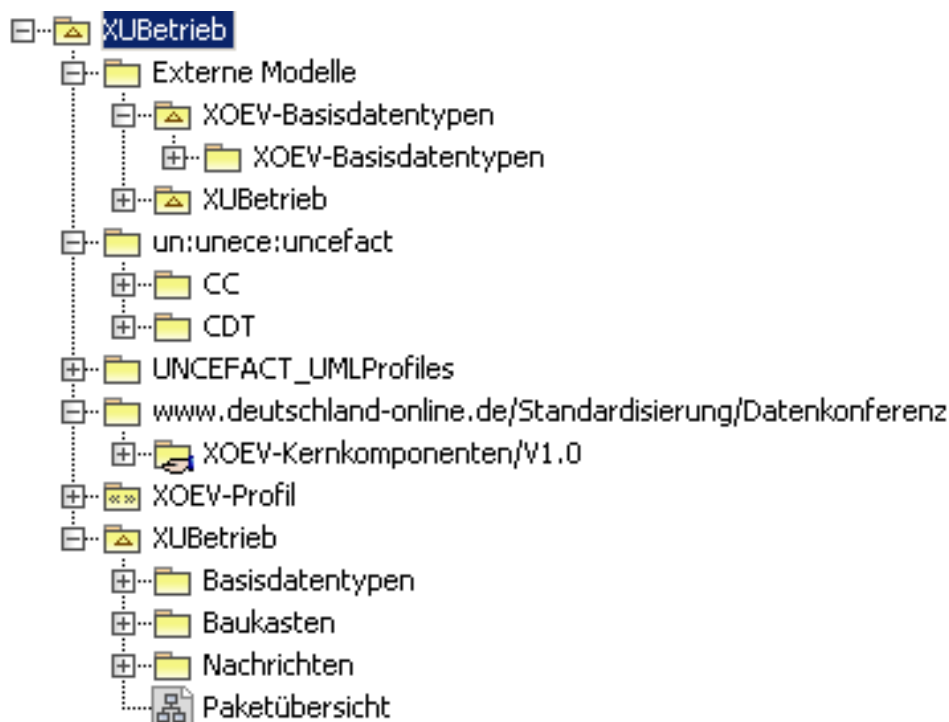 XUBetrieb
Externe Modelle
XOEV-Basisdatentypen
XOEV-Basisdatentypen
XUBetrieb
un:unece:uncefact
CC
CDT
UNCEFACT_UMLProfiles
www.deutschland-online.de/Standardisierung/Datenkonferenz
XOEV-Kernkomponenten/V1.0
XOEV-Profil
XUBetrieb
Basisdatentypen
Baukasten
Nachrichten
Paketübersicht